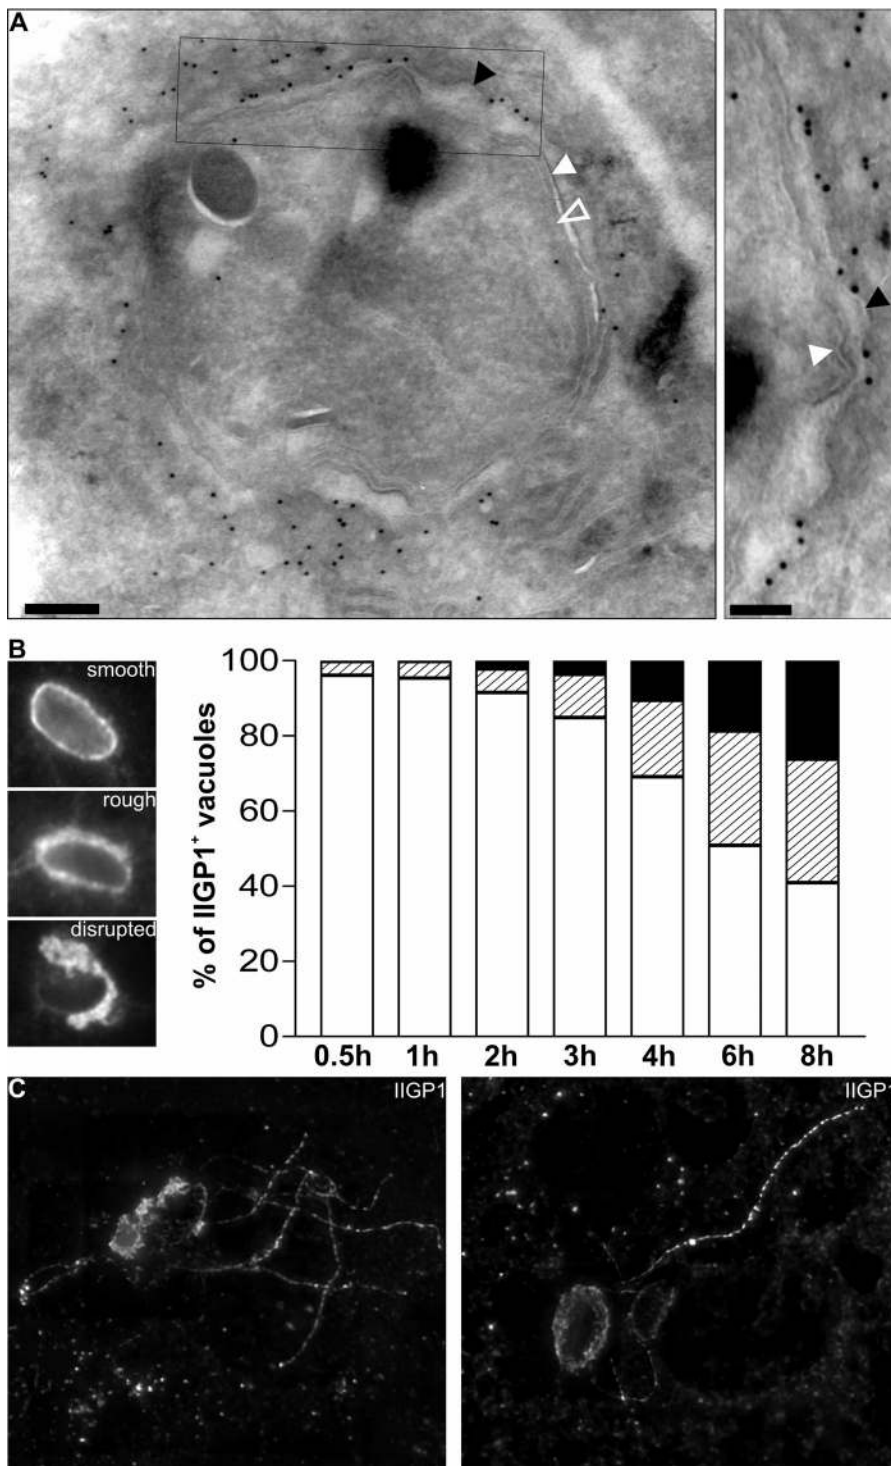 A
B
smooth
rough
disrupted
% of IIGP1+ vacuoles
100
80
60
40
20
0
0.5h 1h 2h 3h 4h 6h 8h
C
IIGP1
IIGP1